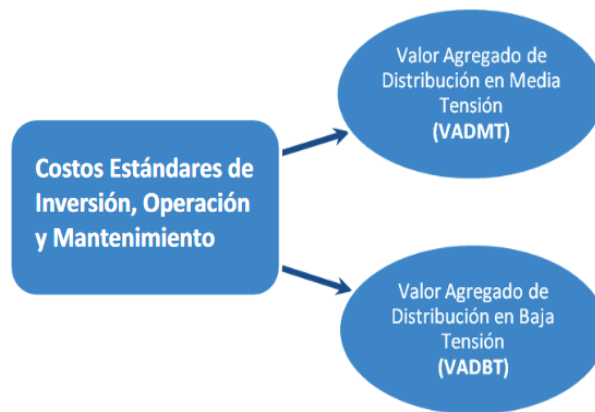 Valor Agregado de
Distribución en Media
Tensión
(VADMT)
Costos Estándares de
Inversión, Operación
y Mantenimiento
Valor Agregado de
Distribución en Baja
Tensión
(VADBT)